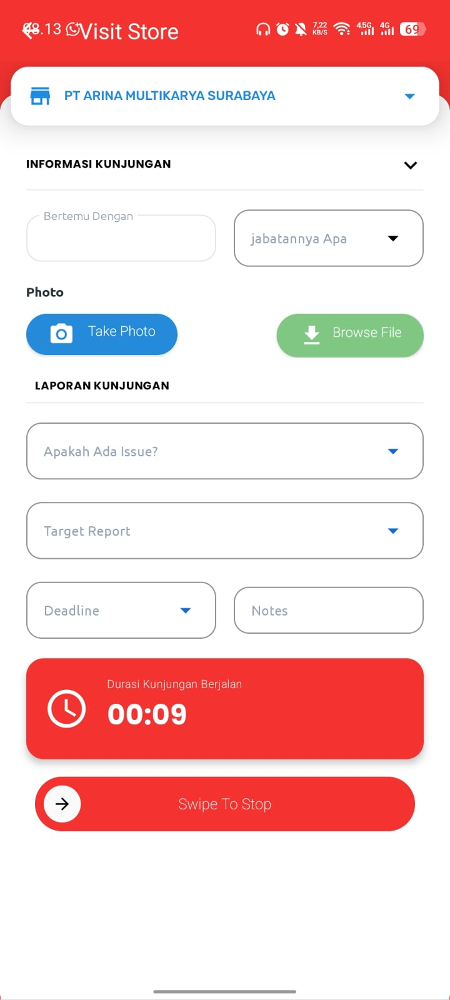 08.13 Visit Store 7,22 KB/S 4.5G 4G 69
PT ARINA MULTIKARYA SURABAYA
INFORMASI KUNJUNGAN
Bertemu Dengan
jabatannya Apa
Photo
Take Photo Browse File
LAPORAN KUNJUNGAN
Apakah Ada Issue?
Target Report
Deadline Notes
Durasi Kunjungan Berjalan
00:09
Swipe To Stop